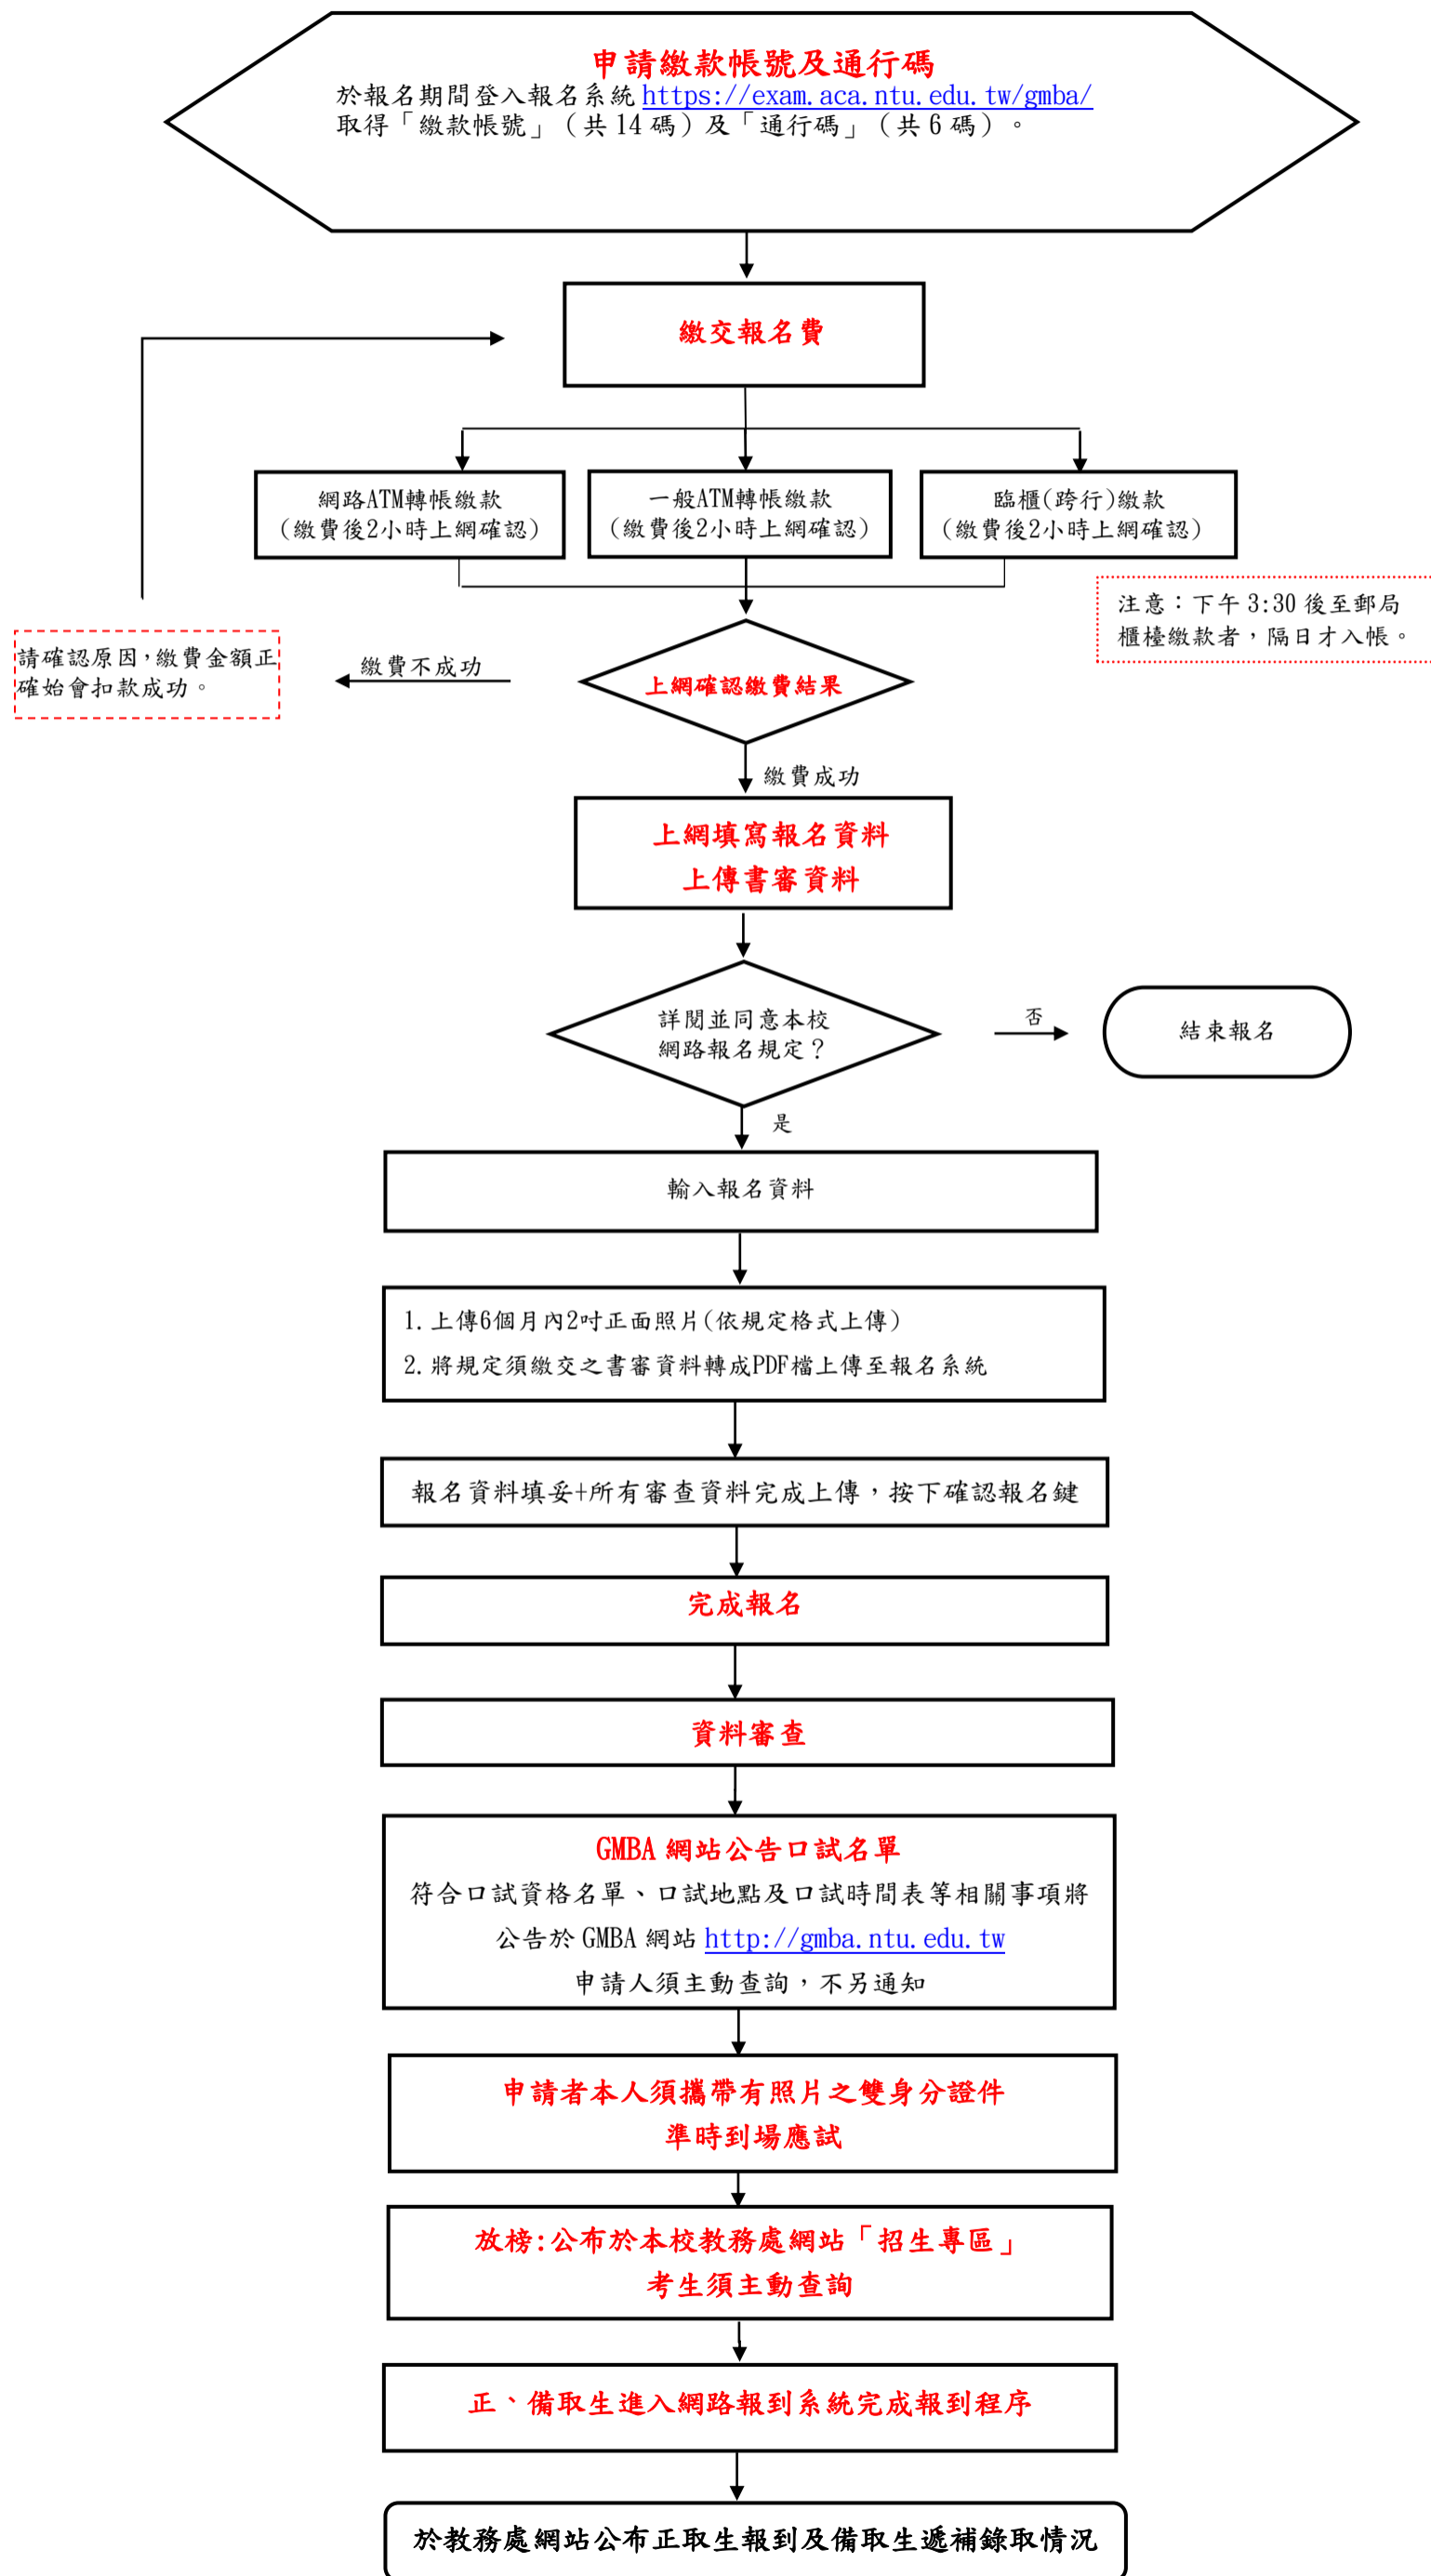 申請繳款帳號及通行碼
於報名期間登入報名系統 https://exam.aca.ntu.edu.tw/gmba/
取得「繳款帳號」（共 14 碼）及「通行碼」（共 6 碼）。
繳交報名費
網路ATM轉帳繳款
（繳費後2小時上網確認）
一般ATM轉帳繳款
（繳費後2小時上網確認）
臨櫃(跨行)繳款
（繳費後2小時上網確認）
注意：下午 3:30 後至郵局
櫃檯繳款者，隔日才入帳。
請確認原因，繳費金額正
確始會扣款成功。
繳費不成功
上網確認繳費結果
繳費成功
上網填寫報名資料
上傳書審資料
詳閱並同意本校
網路報名規定？
否
結束報名
是
輸入報名資料
1. 上傳6個月內2吋正面照片(依規定格式上傳)
2. 將規定須繳交之書審資料轉成PDF檔上傳至報名系統
報名資料填妥+所有審查資料完成上傳，按下確認報名鍵
完成報名
資料審查
GMBA 網站公告口試名單
符合口試資格名單、口試地點及口試時間表等相關事項將
公告於 GMBA 網站 http://gmba.ntu.edu.tw
申請人須主動查詢，不另通知
申請者本人須攜帶有照片之雙身分證件
準時到場應試
放榜:公布於本校教務處網站「招生專區」
考生須主動查詢
正、備取生進入網路報到系統完成報到程序
於教務處網站公布正取生報到及備取生遞補錄取情況